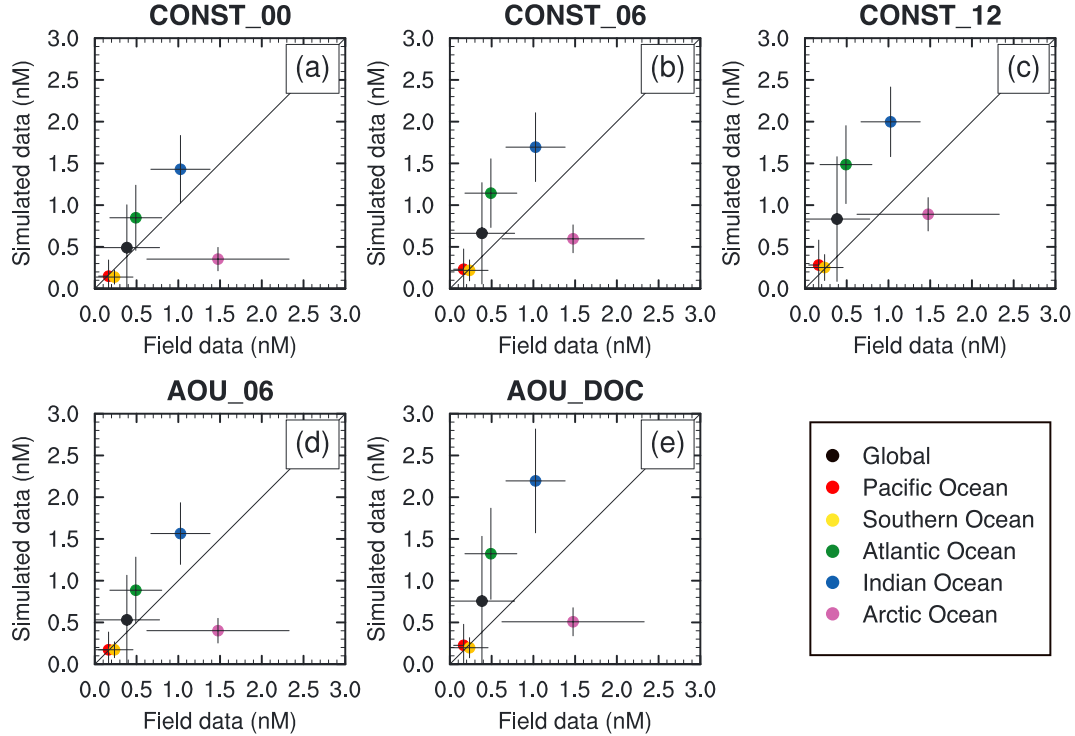 CONST_00
CONST_06
CONST_12
3.0
2.5
2.0
1.5
1.0
0.5
0.0
Simulated data (nM)
(a)
0.0 0.5 1.0 1.5 2.0 2.5 3.0
Field data (nM)
3.0
2.5
2.0
1.5
1.0
0.5
0.0
Simulated data (nM)
(b)
0.0 0.5 1.0 1.5 2.0 2.5 3.0
Field data (nM)
3.0
2.5
2.0
1.5
1.0
0.5
0.0
Simulated data (nM)
(c)
0.0 0.5 1.0 1.5 2.0 2.5 3.0
Field data (nM)
AOU_06
AOU_DOC
3.0
2.5
2.0
1.5
1.0
0.5
0.0
Simulated data (nM)
(d)
0.0 0.5 1.0 1.5 2.0 2.5 3.0
Field data (nM)
3.0
2.5
2.0
1.5
1.0
0.5
0.0
Simulated data (nM)
(e)
0.0 0.5 1.0 1.5 2.0 2.5 3.0
Field data (nM)
Global
Pacific Ocean
Southern Ocean
Atlantic Ocean
Indian Ocean
Arctic Ocean